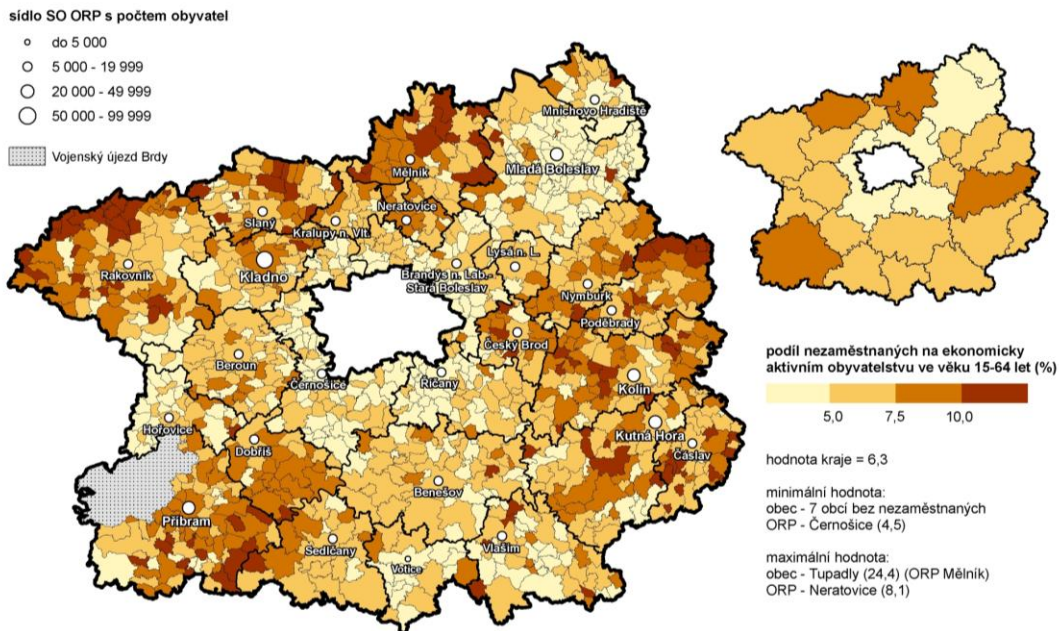 sídlo SO ORP s počtem obyvatel
do 5 000
5 000 - 19 999
20 000 - 49 999
50 000 - 99 999
Vojenský újezd Brdy
Mnichovo Hradiště
Mladá Boleslav
Mělník
Neratovice
Slaný
Kralupy n. Vlt.
Lysá n. L.
Rakovník
Kladno
Brandýs n. Lab.-
Stará Boleslav
Nymburk
Poděbrady
Český Brod
Beroun
Černošice
Říčany
Kolín
Hořovice
Kutná Hora
Dobříš
Čáslav
Benešov
Příbram
Sedlčany
Vlašim
Votice
podíl nezaměstnaných na ekonomicky
aktivním obyvatelstvu ve věku 15-64 let (%)
5,0 7,5 10,0
hodnota kraje = 6,3
minimální hodnota:
obec - 7 obcí bez nezaměstnaných
ORP - Černošice (4,5)
maximální hodnota:
obec - Tupadly (24,4) (ORP Mělník)
ORP - Neratovice (8,1)